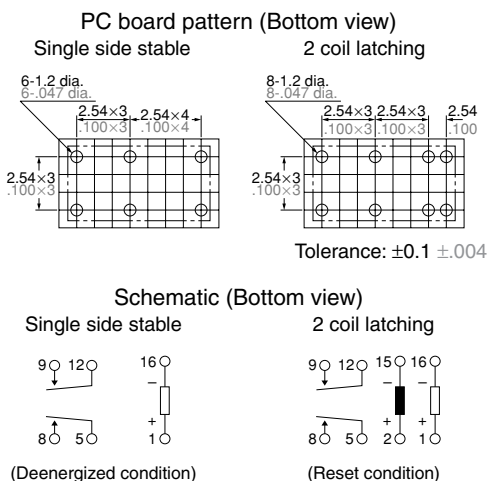 PC board pattern (Bottom view)
Single side stable
2 coil latching
6-1.2 dia.
6-.047 dia.
2.54×3 2.54×4
.100×3 .100×4
2.54×3
.100×3
8-1.2 dia.
8-.047 dia.
2.54×3 2.54×3 2.54
.100×3 .100×3 .100
2.54×3
.100×3
Tolerance: ±0.1 ±.004
Schematic (Bottom view)
Single side stable
2 coil latching
9 12 16
−
+
8 5 1
(Deenergized condition)
9 12 15 16
− −
+ +
8 5 2 1
(Reset condition)